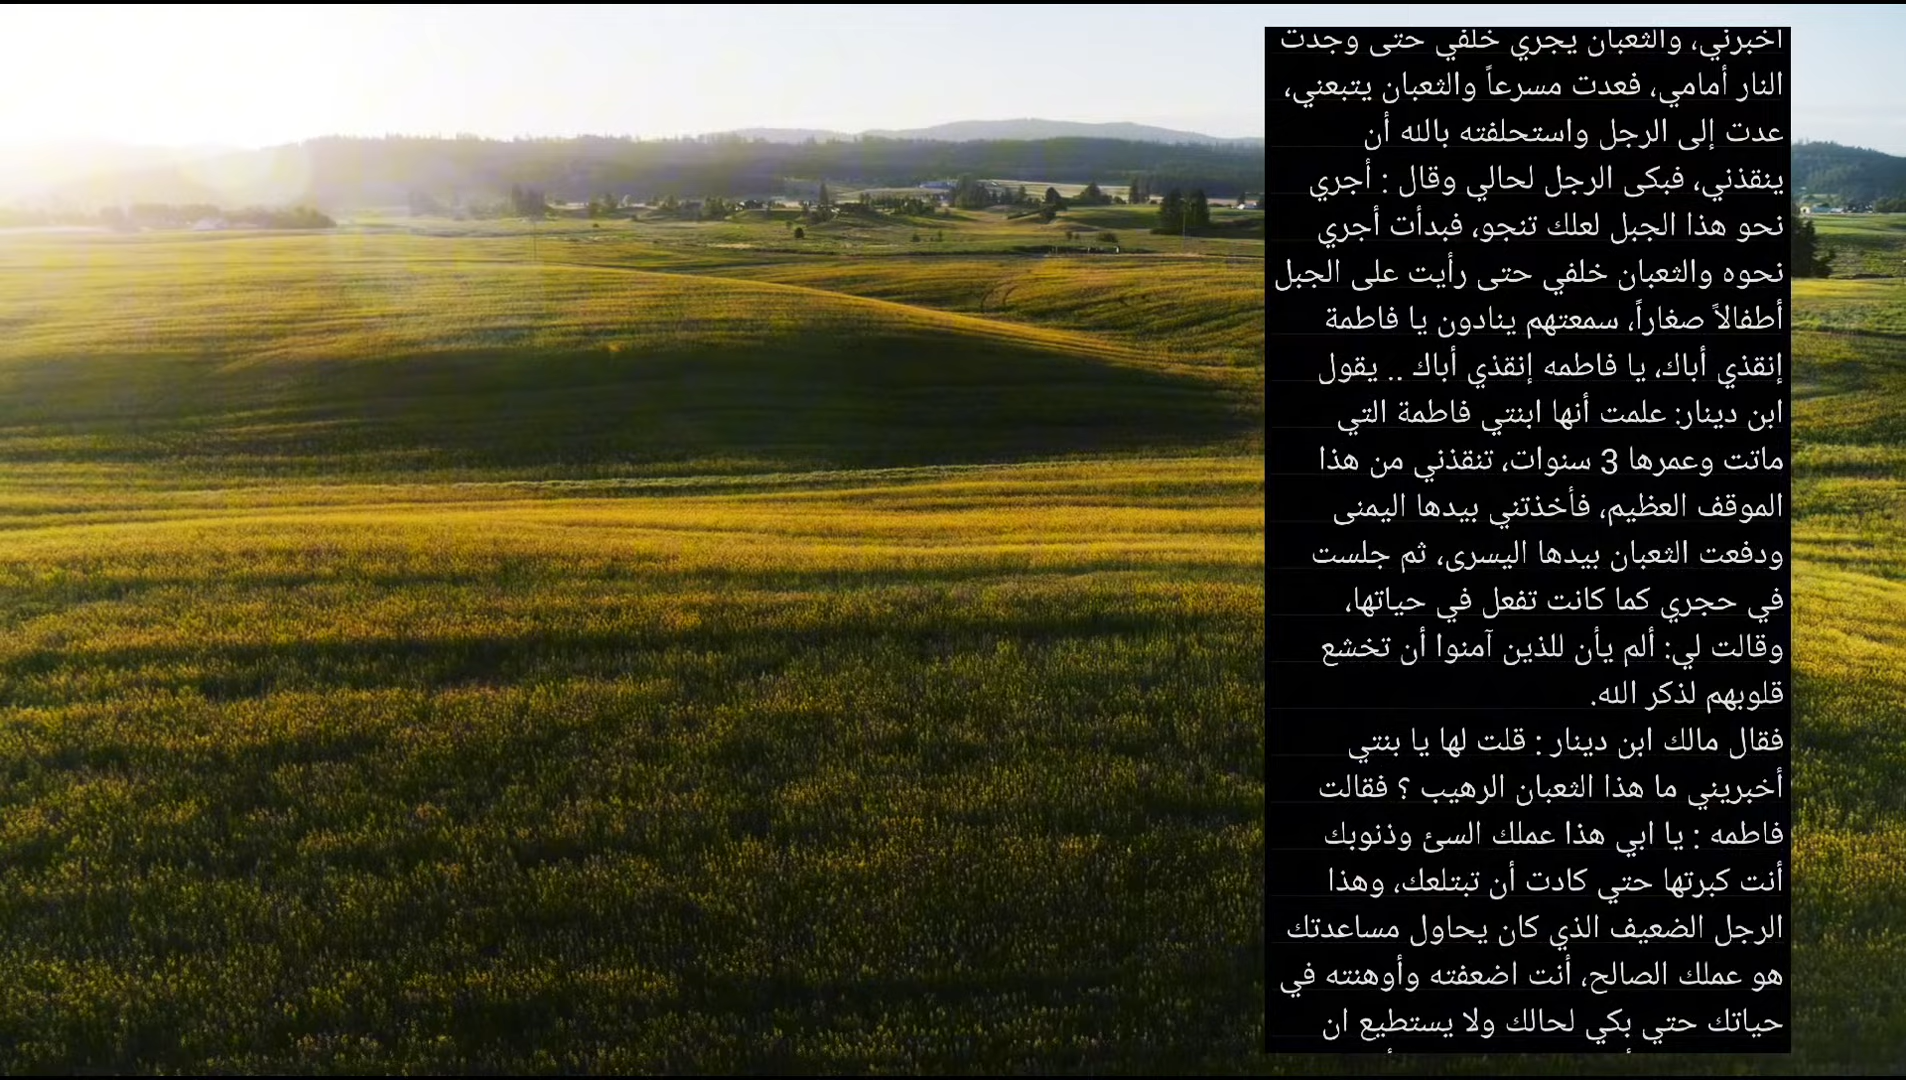 أخبرني، والثعبان يجري خلفي حتى وجدت
النار أمامي، فعدت مسرعاً والثعبان يتبعني،
عدت إلى الرجل واستحلفته بالله أن
ينقذني، فبكى الرجل لحالي وقال : أجري
نحو هذا الجبل لعلك تنجو، فبدأت أجري
نحوه والثعبان خلفي حتى رأيت على الجبل
أطفالاً صغاراً، سمعتهم ينادون يا فاطمة
إنقذي أباك، يا فاطمه إنقذي أباك .. يقول
ابن دينار: علمت أنها ابنتي فاطمة التي
ماتت وعمرها 3 سنوات، تنقذني من هذا
الموقف العظيم، فأخذتني بيدها اليمنى
ودفعت الثعبان بيدها اليسرى، ثم جلست
في حجري كما كانت تفعل في حياتها،
وقالت لي: ألم يأن للذين آمنوا أن تخشع
قلوبهم لذكر الله.
فقال مالك ابن دينار : قلت لها يا بنتي
أخبريني ما هذا الثعبان الرهيب ؟ فقالت
فاطمه : يا ابي هذا عملك السئ وذنوبك
أنت كبرتها حتي كادت أن تبتلعك، وهذا
الرجل الضعيف الذي كان يحاول مساعدتك
هو عملك الصالح، أنت اضعفته وأوهنته في
حياتك حتي بكي لحالك ولا يستطيع ان